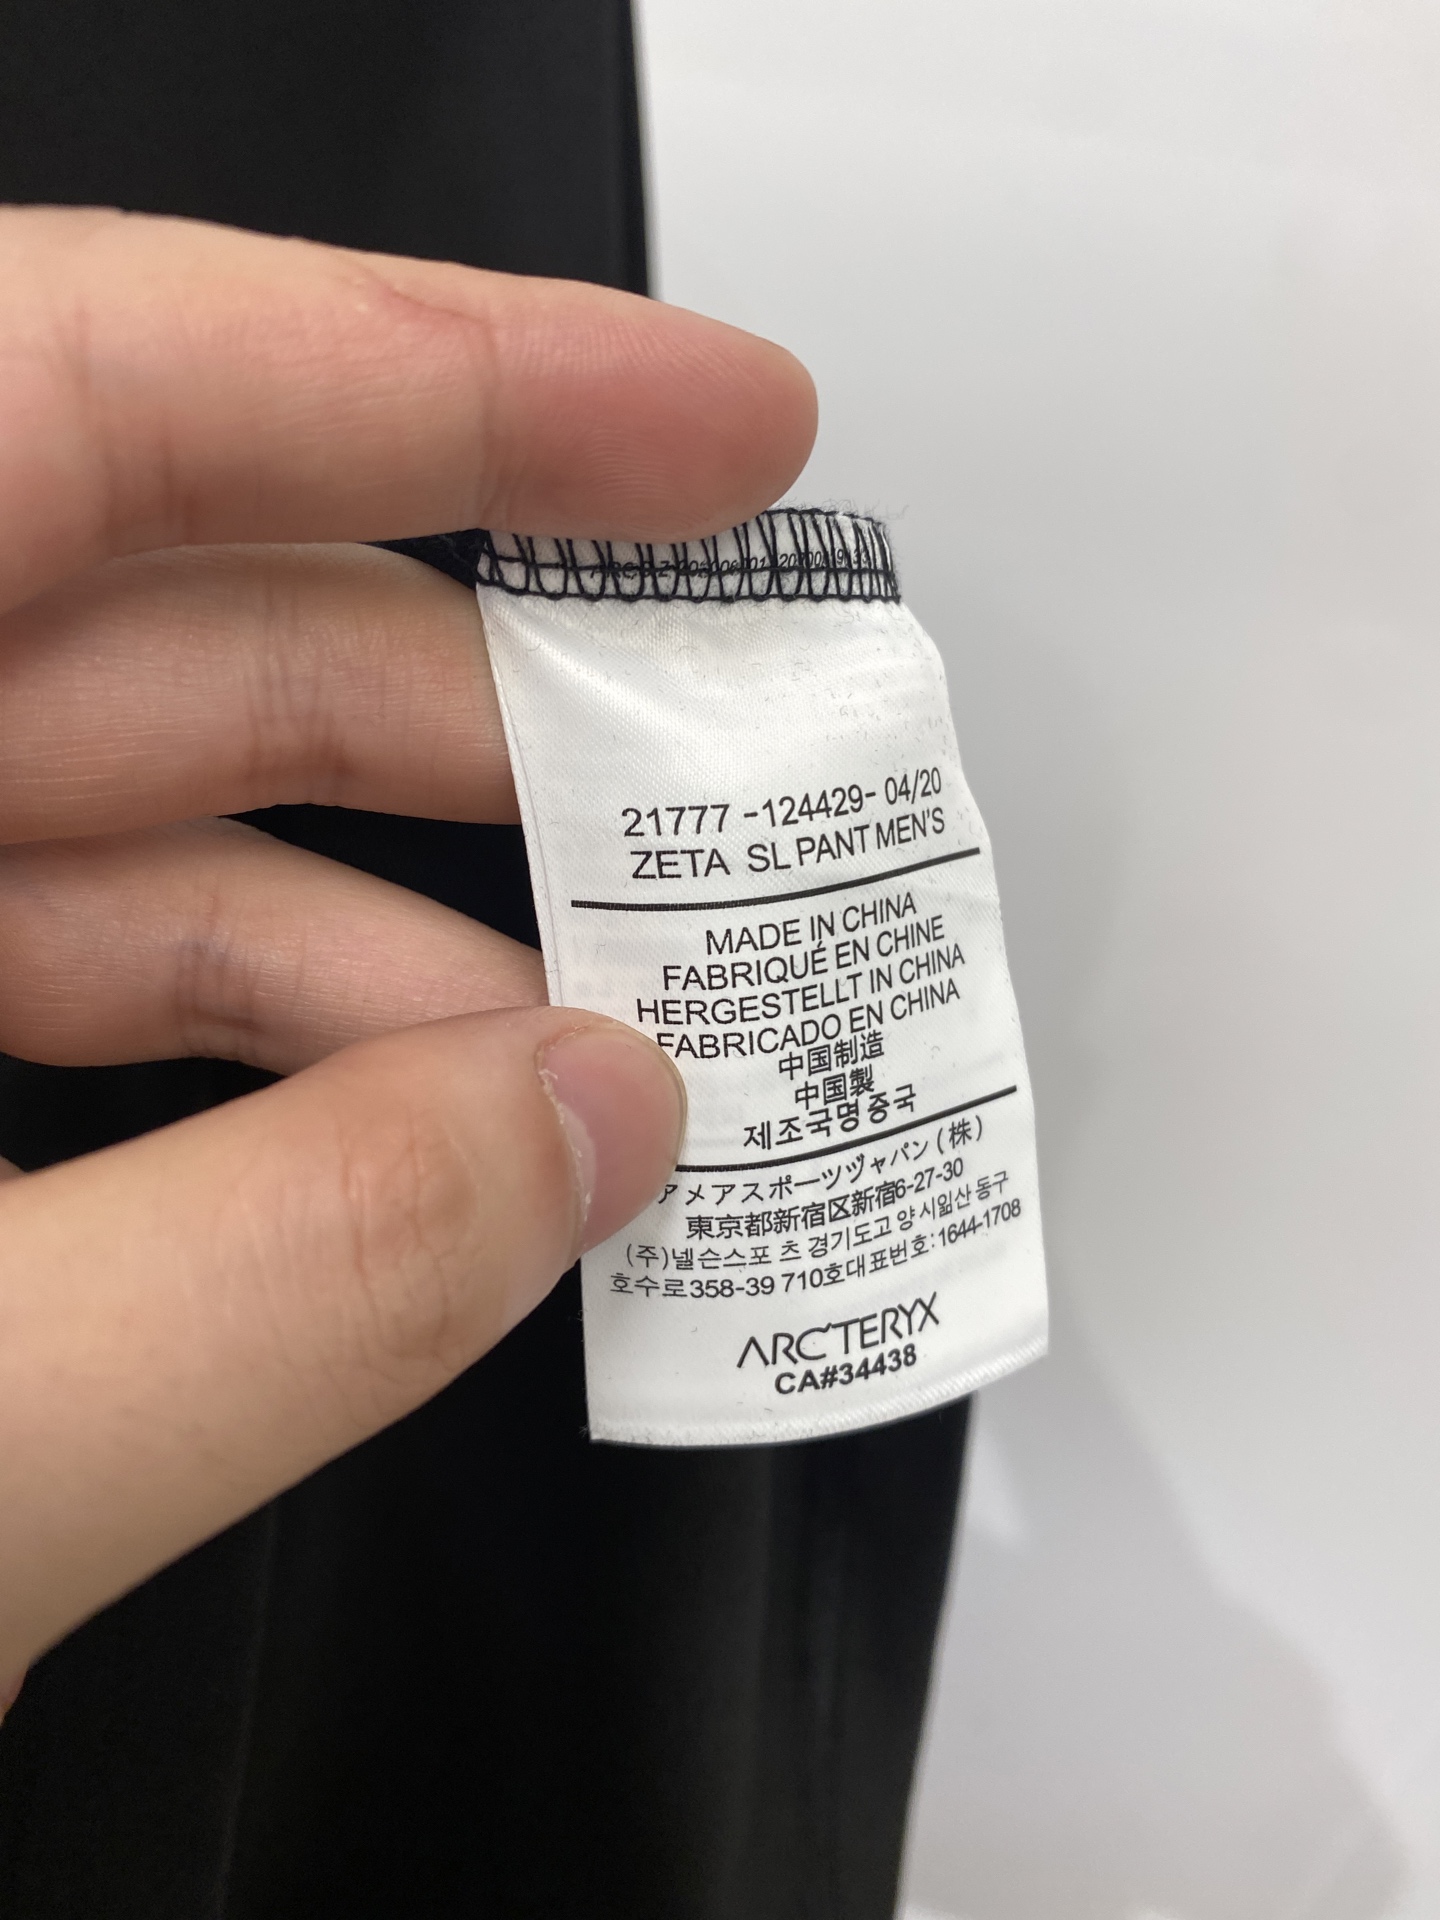 21777 -124429- 04/20
ZETA SL PANT MEN'S
MADE IN CHINA
FABRIQUÉ EN CHINE
HERGESTELLT IN CHINA
FABRICADO EN CHINA
中国制造
中国製
제조국명 중국
アメアスポーツヂャパン (株)
東京都新宿区新宿6-27-30
(주)넬슨스포 츠 경기도고 양 시일산 동구
호수로358-39 710호대표번호:1644-1708
ARC'TERYX
CA#34438